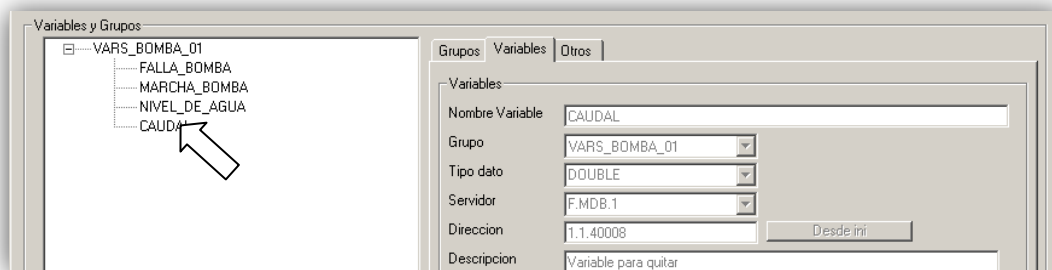 Variables y Grupos
VARS_BOMBA_01
FALLA_BOMBA
MARCHA_BOMBA
NIVEL_DE_AGUA
CAUDAL
Grupos Variables Otros
Variables
Nombre Variable CAUDAL
Grupo VARS_BOMBA_01
Tipo dato DOUBLE
Servidor F.MDB.1
Direccion 1.1.40008 Desde ini
Descripcion Variable para quitar